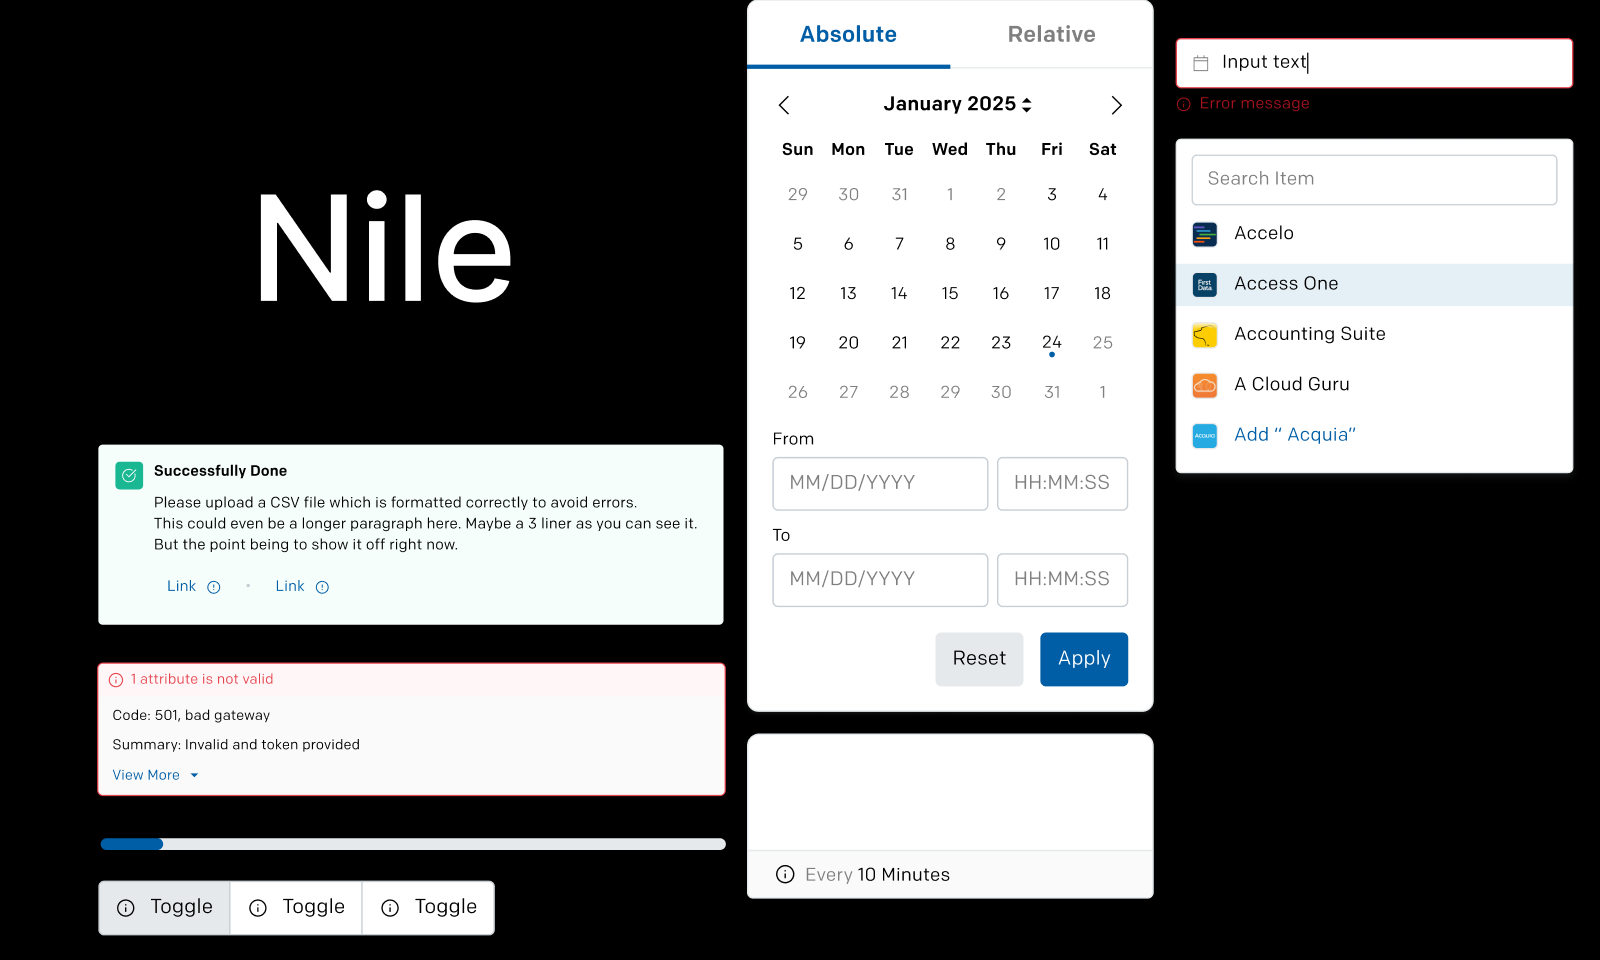 Nile
Successfully Done
Please upload a CSV file which is formatted correctly to avoid errors.
This could even be a longer paragraph here. Maybe a 3 liner as you can see it.
But the point being to show it off right now.
Link • Link
1 attribute is not valid
Code: 501, bad gateway
Summary: Invalid and token provided
View More
Toggle Toggle Toggle
Absolute Relative
January 2025
Sun Mon Tue Wed Thu Fri Sat
29 30 31 1 2 3 4
5 6 7 8 9 10 11
12 13 14 15 16 17 18
19 20 21 22 23 24 25
26 27 28 29 30 31 1
From
MM/DD/YYYY HH:MM:SS
To
MM/DD/YYYY HH:MM:SS
Reset Apply
Every 10 Minutes
Input text
Error message
Search Item
Accelo
First
Data.
Access One
Accounting Suite
A Cloud Guru
ACQUIA
Add “ Acquia”